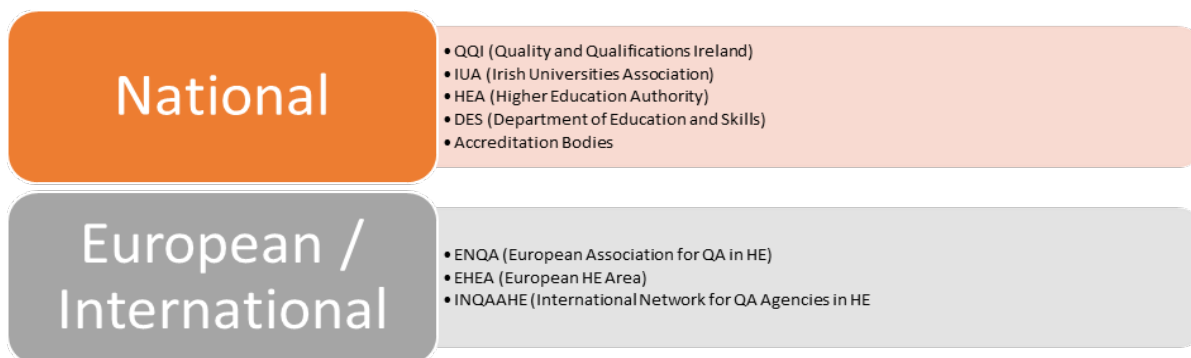 National
• QQI (Quality and Qualifications Ireland)
• IUA (Irish Universities Association)
• HEA (Higher Education Authority)
• DES (Department of Education and Skills)
• Accreditation Bodies
European /
International
• ENQA (European Association for QA in HE)
• EHEA (European HE Area)
• INQAAHE (International Network for QA Agencies in HE